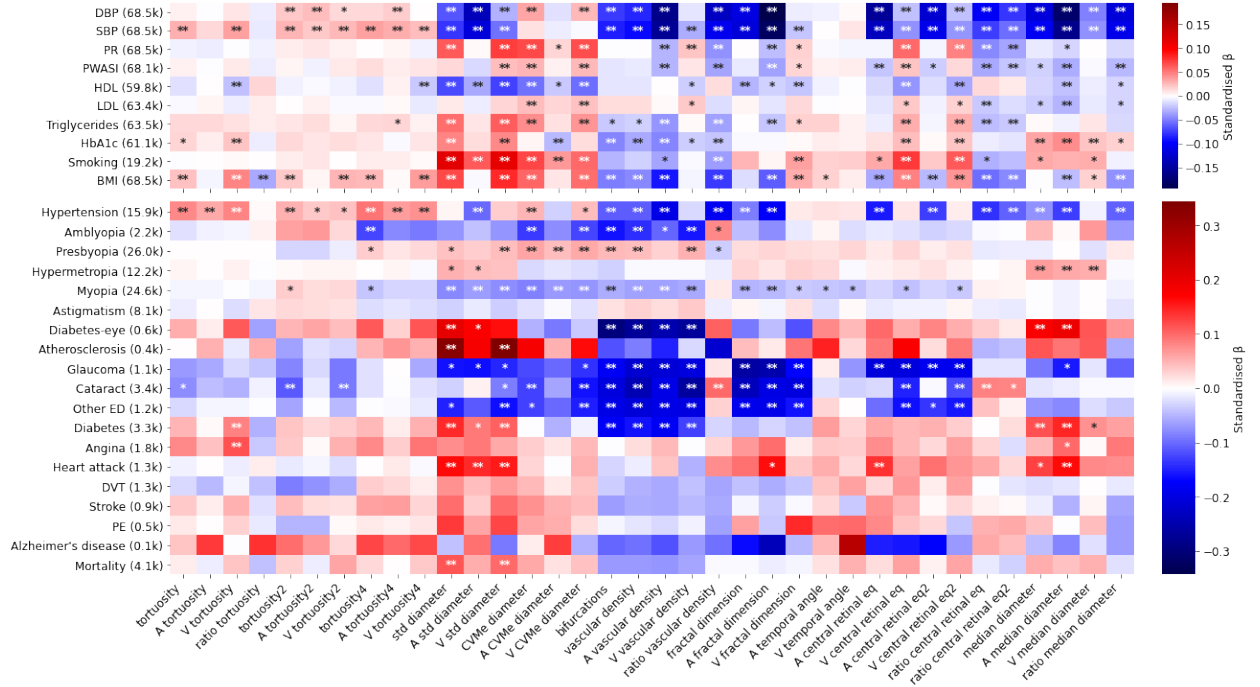 DBP (68.5k)
SBP (68.5k)
PR (68.5k)
PWASI (68.1k)
HDL (59.8k)
LDL (63.4k)
Triglycerides (63.5k)
HbA1c (61.1k)
Smoking (19.2k)
BMI (68.5k)
0.15
0.10
0.05
0.00
−0.05
−0.10
−0.15
Standardised β
Hypertension (15.9k)
Amblyopia (2.2k)
Presbyopia (26.0k)
Hypermetropia (12.2k)
Myopia (24.6k)
Astigmatism (8.1k)
Diabetes-eye (0.6k)
Atherosclerosis (0.4k)
Glaucoma (1.1k)
Cataract (3.4k)
Other ED (1.2k)
Diabetes (3.3k)
Angina (1.8k)
Heart attack (1.3k)
DVT (1.3k)
Stroke (0.9k)
PE (0.5k)
Alzheimer's disease (0.1k)
Mortality (4.1k)
0.3
0.2
0.1
0.0
−0.1
−0.2
−0.3
Standardised β
tortuosity
A tortuosity
V tortuosity
ratio tortuosity
tortuosity2
A tortuosity2
V tortuosity2
tortuosity4
A tortuosity4
V tortuosity4
std diameter
A std diameter
V std diameter
CVMe diameter
A CVMe diameter
V CVMe diameter
bifurcations
vascular density
A vascular density
V vascular density
ratio vascular density
fractal dimension
A fractal dimension
V fractal dimension
A temporal angle
V temporal angle
A central retinal eq
V central retinal eq
A central retinal eq2
V central retinal eq2
ratio central retinal eq
ratio central retinal eq2
median diameter
A median diameter
V median diameter
ratio median diameter